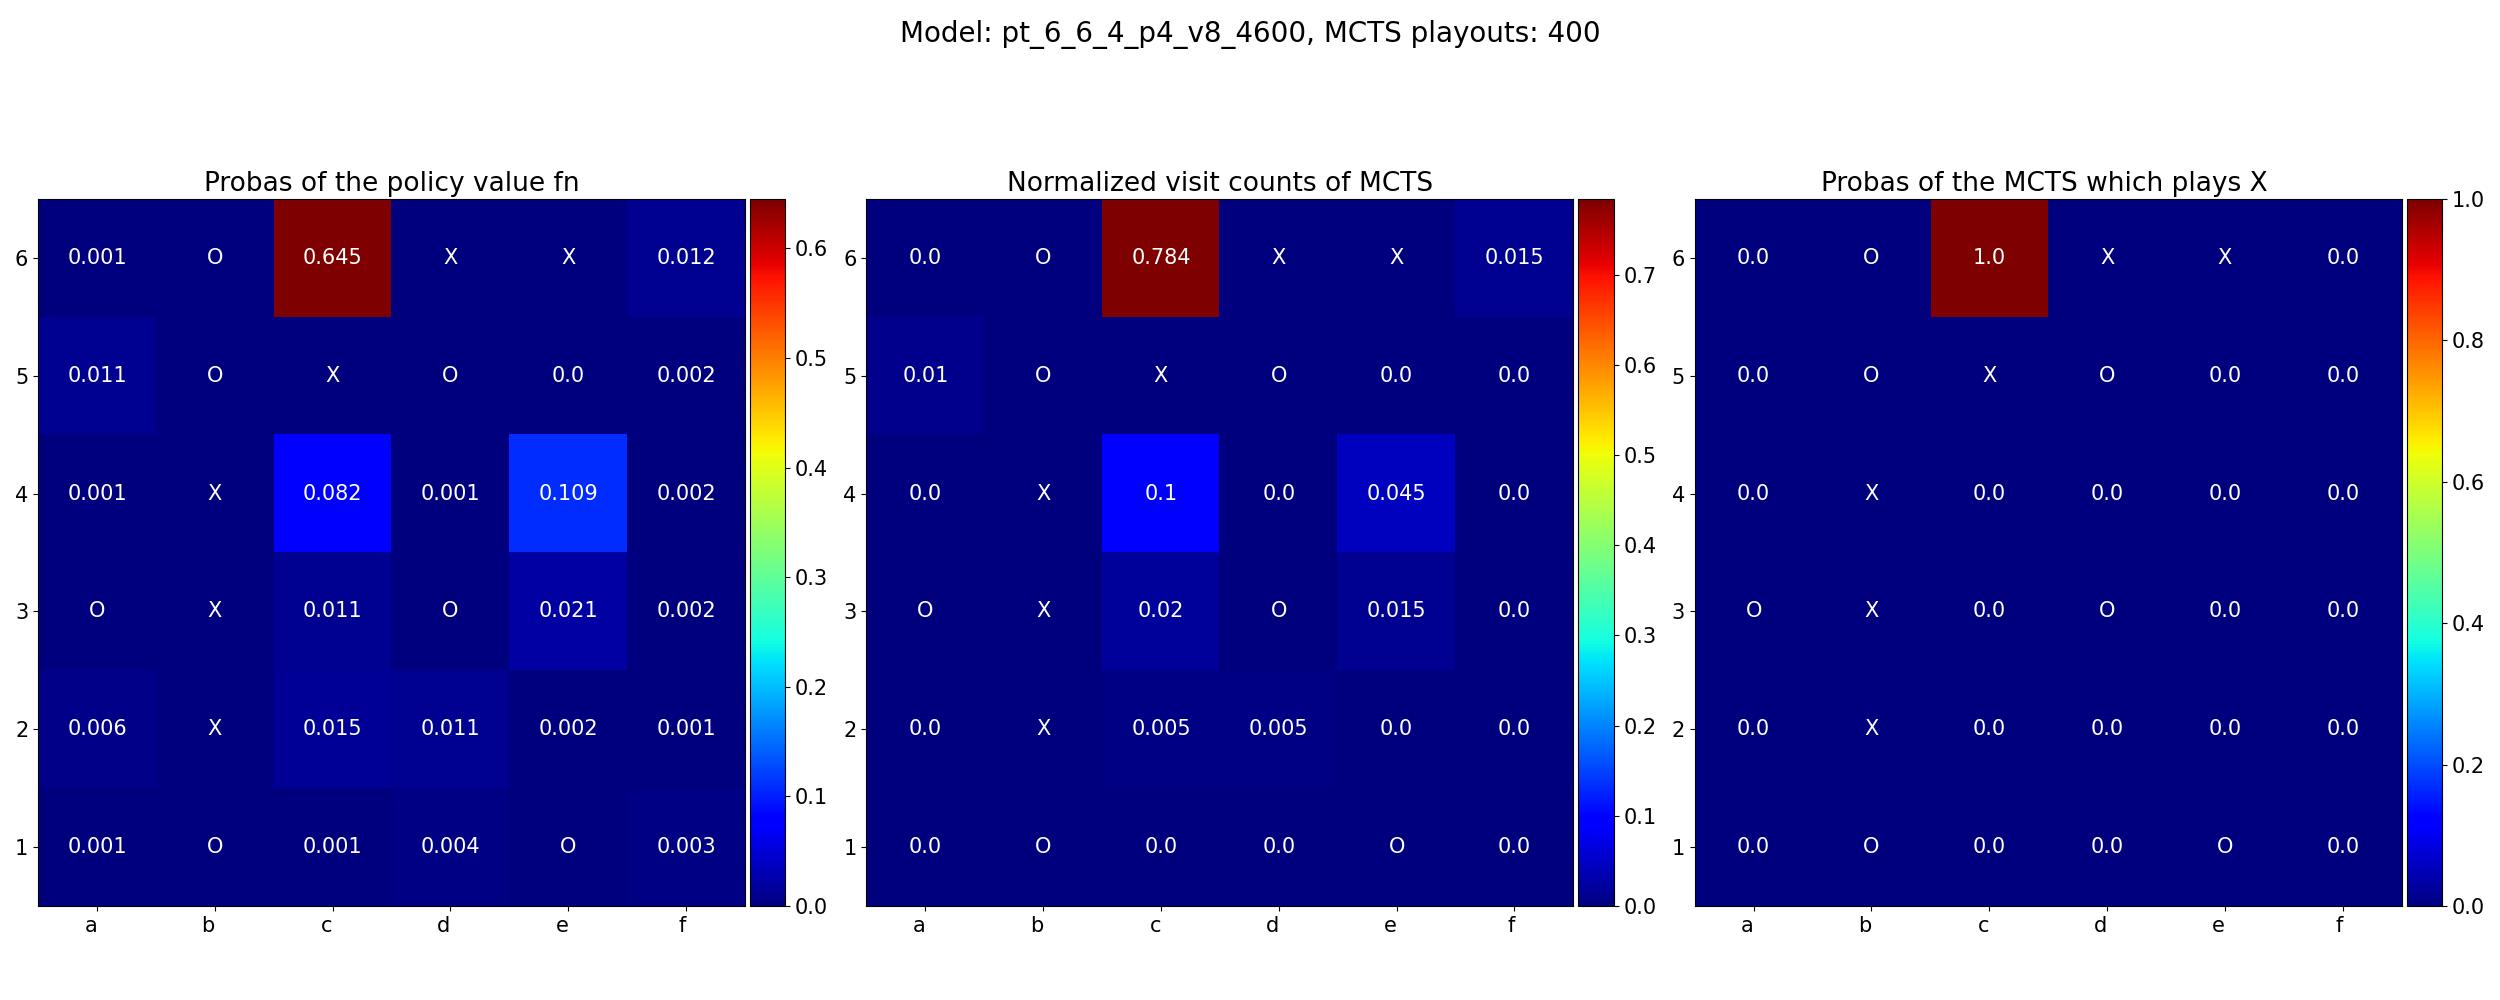 Model: pt_6_6_4_p4_v8_4600, MCTS playouts: 400
Probas of the policy value fn
6 0.001 O 0.645 X X 0.012
5 0.011 O X O 0.0 0.002
4 0.001 X 0.082 0.001 0.109 0.002
3 O X 0.011 O 0.021 0.002
2 0.006 X 0.015 0.011 0.002 0.001
1 0.001 O 0.001 0.004 O 0.003
a b c d e f
0.6
0.5
0.4
0.3
0.2
0.1
0.0
Normalized visit counts of MCTS
6 0.0 O 0.784 X X 0.015
5 0.01 O X O 0.0 0.0
4 0.0 X 0.1 0.0 0.045 0.0
3 O X 0.02 O 0.015 0.0
2 0.0 X 0.005 0.005 0.0 0.0
1 0.0 O 0.0 0.0 O 0.0
a b c d e f
0.7
0.6
0.5
0.4
0.3
0.2
0.1
0.0
Probas of the MCTS which plays X
6 0.0 O 1.0 X X 0.0
5 0.0 O X O 0.0 0.0
4 0.0 X 0.0 0.0 0.0 0.0
3 O X 0.0 O 0.0 0.0
2 0.0 X 0.0 0.0 0.0 0.0
1 0.0 O 0.0 0.0 O 0.0
a b c d e f
1.0
0.8
0.6
0.4
0.2
0.0